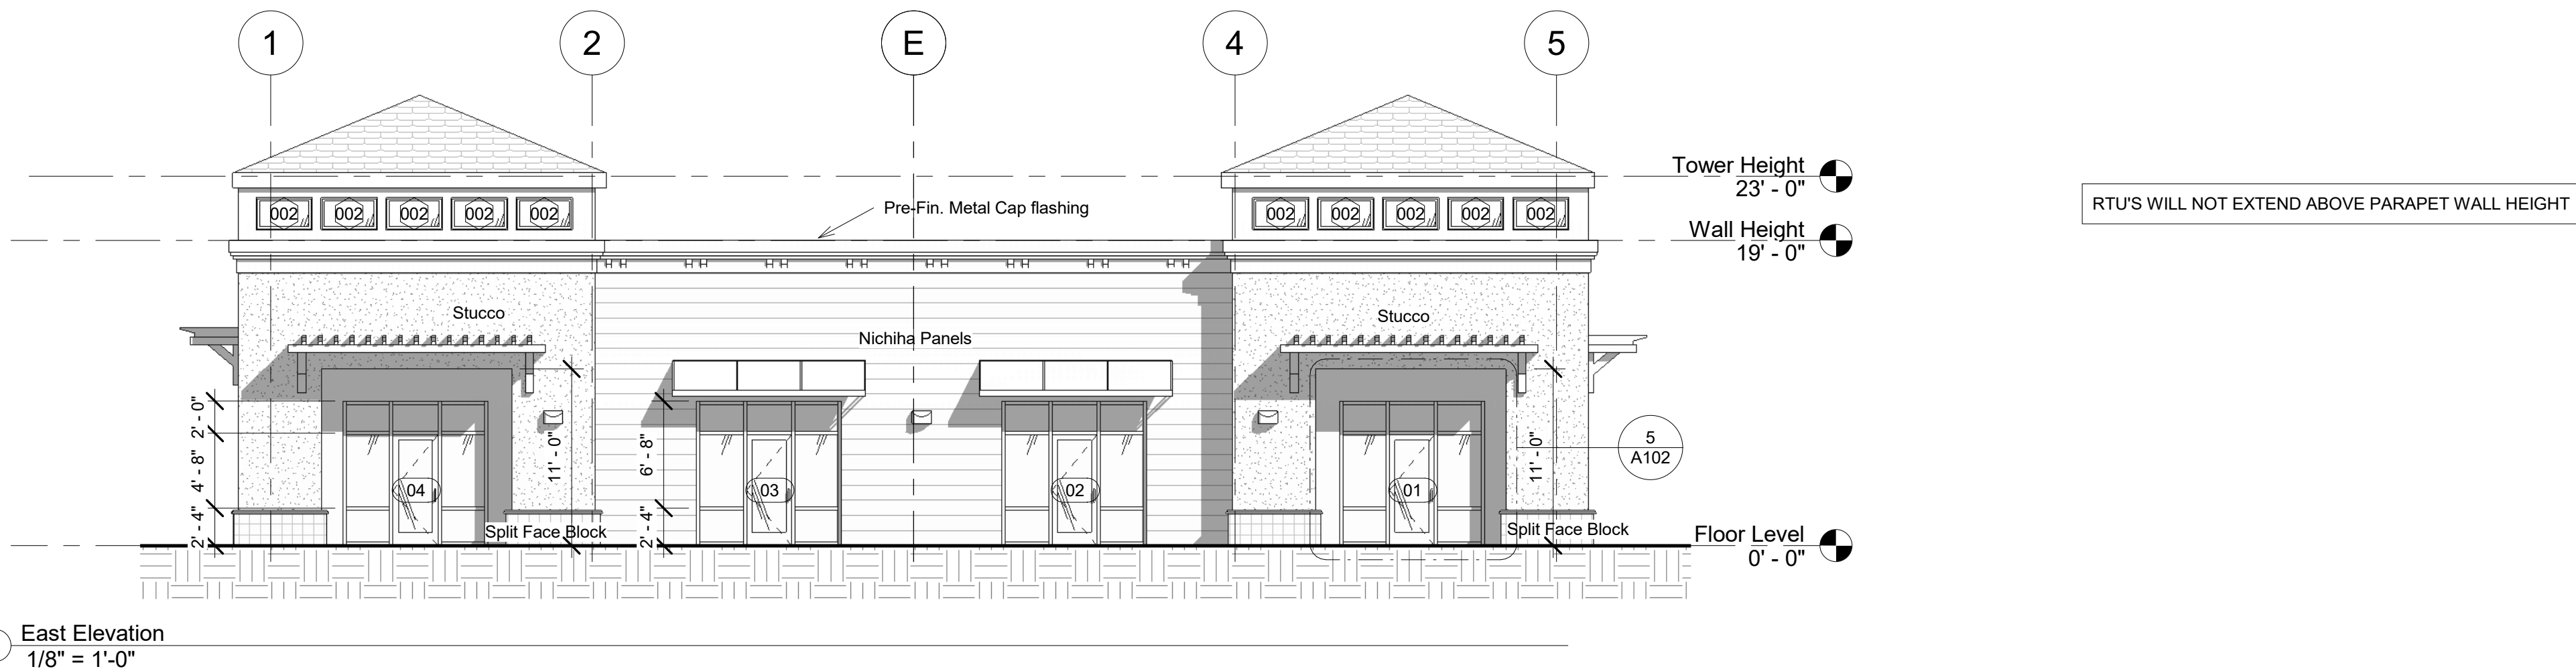 1
2
E
4
5
Tower Height
23' - 0"
RTU'S WILL NOT EXTEND ABOVE PARAPET WALL HEIGHT
002 002 002 002 002
002 002 002 002 002
Pre-Fin. Metal Cap flashing
Wall Height
19' - 0"
Stucco
Stucco
Nichiha Panels
2' - 0"
4' - 8"
2' - 4"
11' - 0"
6' - 8"
2' - 4"
11' - 0"
5
A102
04
03
02
01
Split Face Block
Split Face Block
Floor Level
0' - 0"
East Elevation
1/8" = 1'-0"